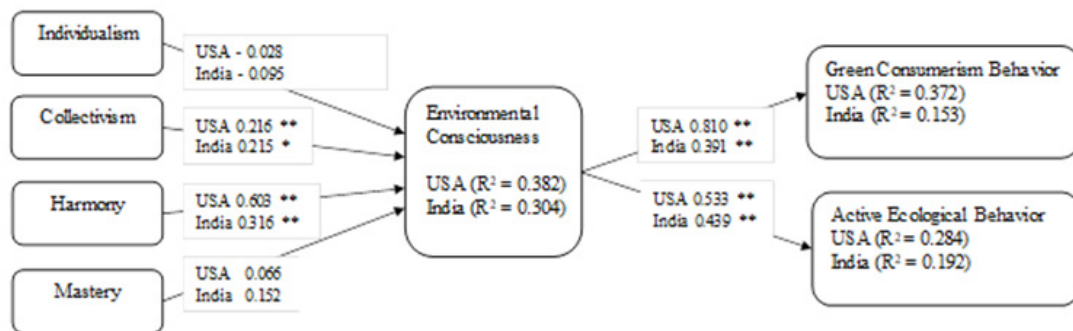 Individualism
USA - 0.028
India - 0.095
Collectivism
USA 0.216 **
India 0.215 *
Harmony
USA 0.603 **
India 0.316 **
Mastery
USA 0.066
India 0.152
Environmental
Consciousness
USA (R² = 0.382)
India (R² = 0.304)
USA 0.810 **
India 0.391 **
USA 0.533 **
India 0.439 **
Green Consumerism Behavior
USA (R² = 0.372)
India (R² = 0.153)
Active Ecological Behavior
USA (R² = 0.284)
India (R² = 0.192)